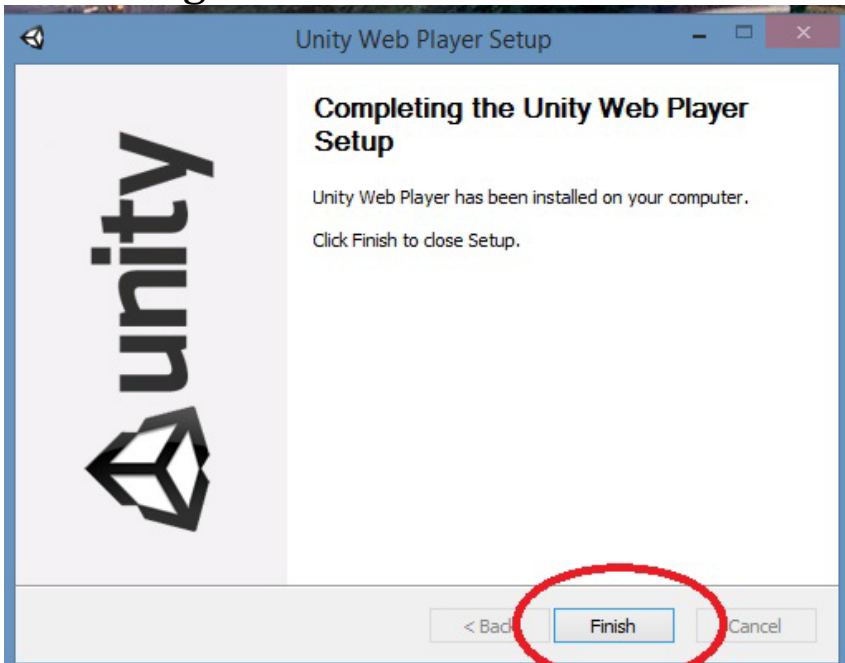 Unity Web Player Setup
unity
Completing the Unity Web Player
Setup
Unity Web Player has been installed on your computer.
Click Finish to close Setup.
< Back
Finish
Cancel